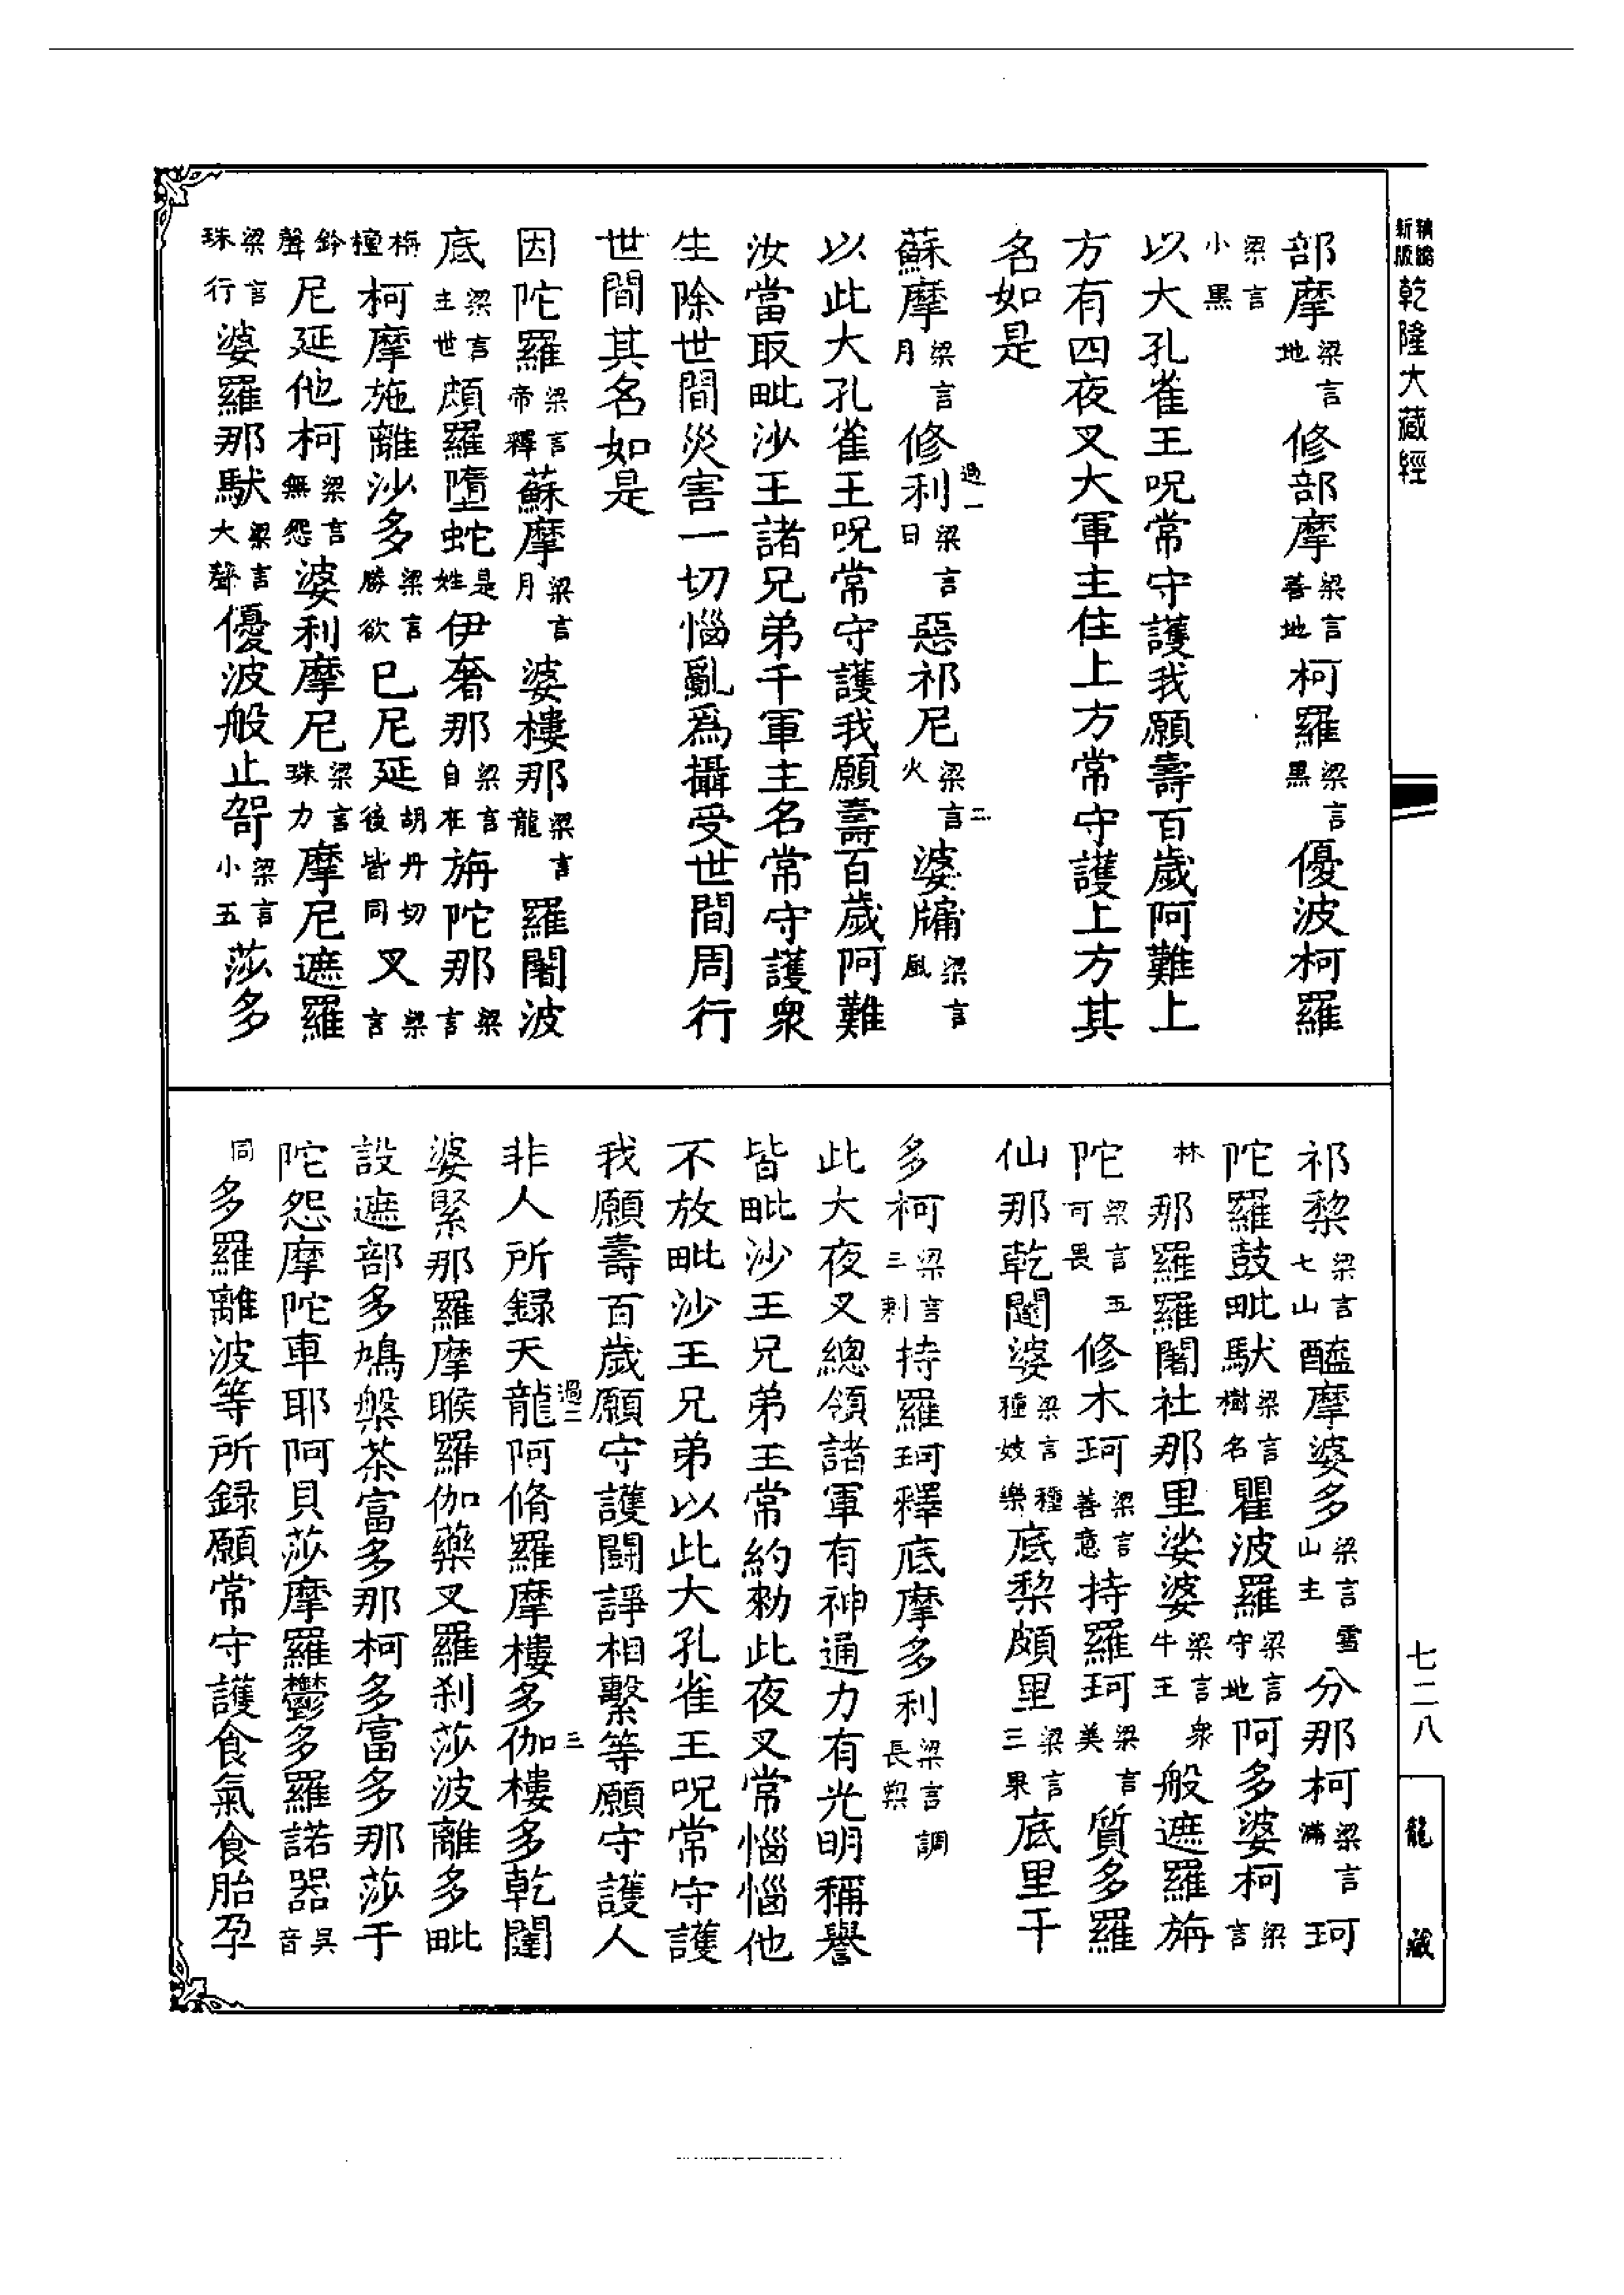 乾隆大藏經
部摩梁言地修部摩梁言善地柯羅梁言黑優波柯羅
梁言小黑
以大孔雀王呪常守護我願壽百歲阿難上
方有四夜叉大軍主住上方常守護上方其
名如是
蘇摩梁言月修利梁言日惡祁尼梁言火婆牗梁言風
過一
二
以此大孔雀王呪常守護我願壽百歲阿難
汝當取毗沙王諸兄弟千軍主名常守護衆
生除世間災害一切惱亂爲攝受世間周行
世間其名如是
因陀羅梁言帝釋蘇摩梁言月婆樓那梁言龍羅闍波
底梁言世主頗羅墮蛇是姓伊奢那梁言自在旃陀那梁言
栴檀柯摩施離沙多梁言勝欲巳尼延胡丹切後皆同叉梁言
鈴聲尼延他柯梁言無怨婆利摩尼梁言珠力摩尼遮羅
梁言珠行婆羅那馱梁言大聲優波般止哿梁言小五莎多
祁棃梁言七山醯摩婆多梁言雪山主分那柯梁言滿珂
陀羅鼓毗馱梁言樹名瞿波羅梁言守地阿多婆柯梁言
林那羅羅闍社那里娑婆梁言衆牛王般遮羅旃
陀梁言五可畏修木珂梁言善意持羅珂梁言美質多羅
仙那乾闥婆梁言種種妓樂底棃頗里梁言三果底里干
多柯梁言三刺持羅珂釋底摩多利梁言調長槊
此大夜叉總領諸軍有神通力有光明稱譽
皆毗沙王兄弟王常約勑此夜叉常惱惱他
不放毗沙王兄弟以此大孔雀王呪常守護
我願壽百歲願守護鬪諍相繫等願守護人
過二
三
非人所録天龍阿脩羅摩樓多伽樓多乾闥
婆緊那羅摩睺羅伽藥叉羅刹莎波離多毗
設遮部多鳩槃茶富多那柯多富多那莎干
陀怨摩陀車耶阿貝莎摩羅鬱多羅諾器吳音
同多羅離波等所録願常守護食氣食胎孕
七二八
龍藏